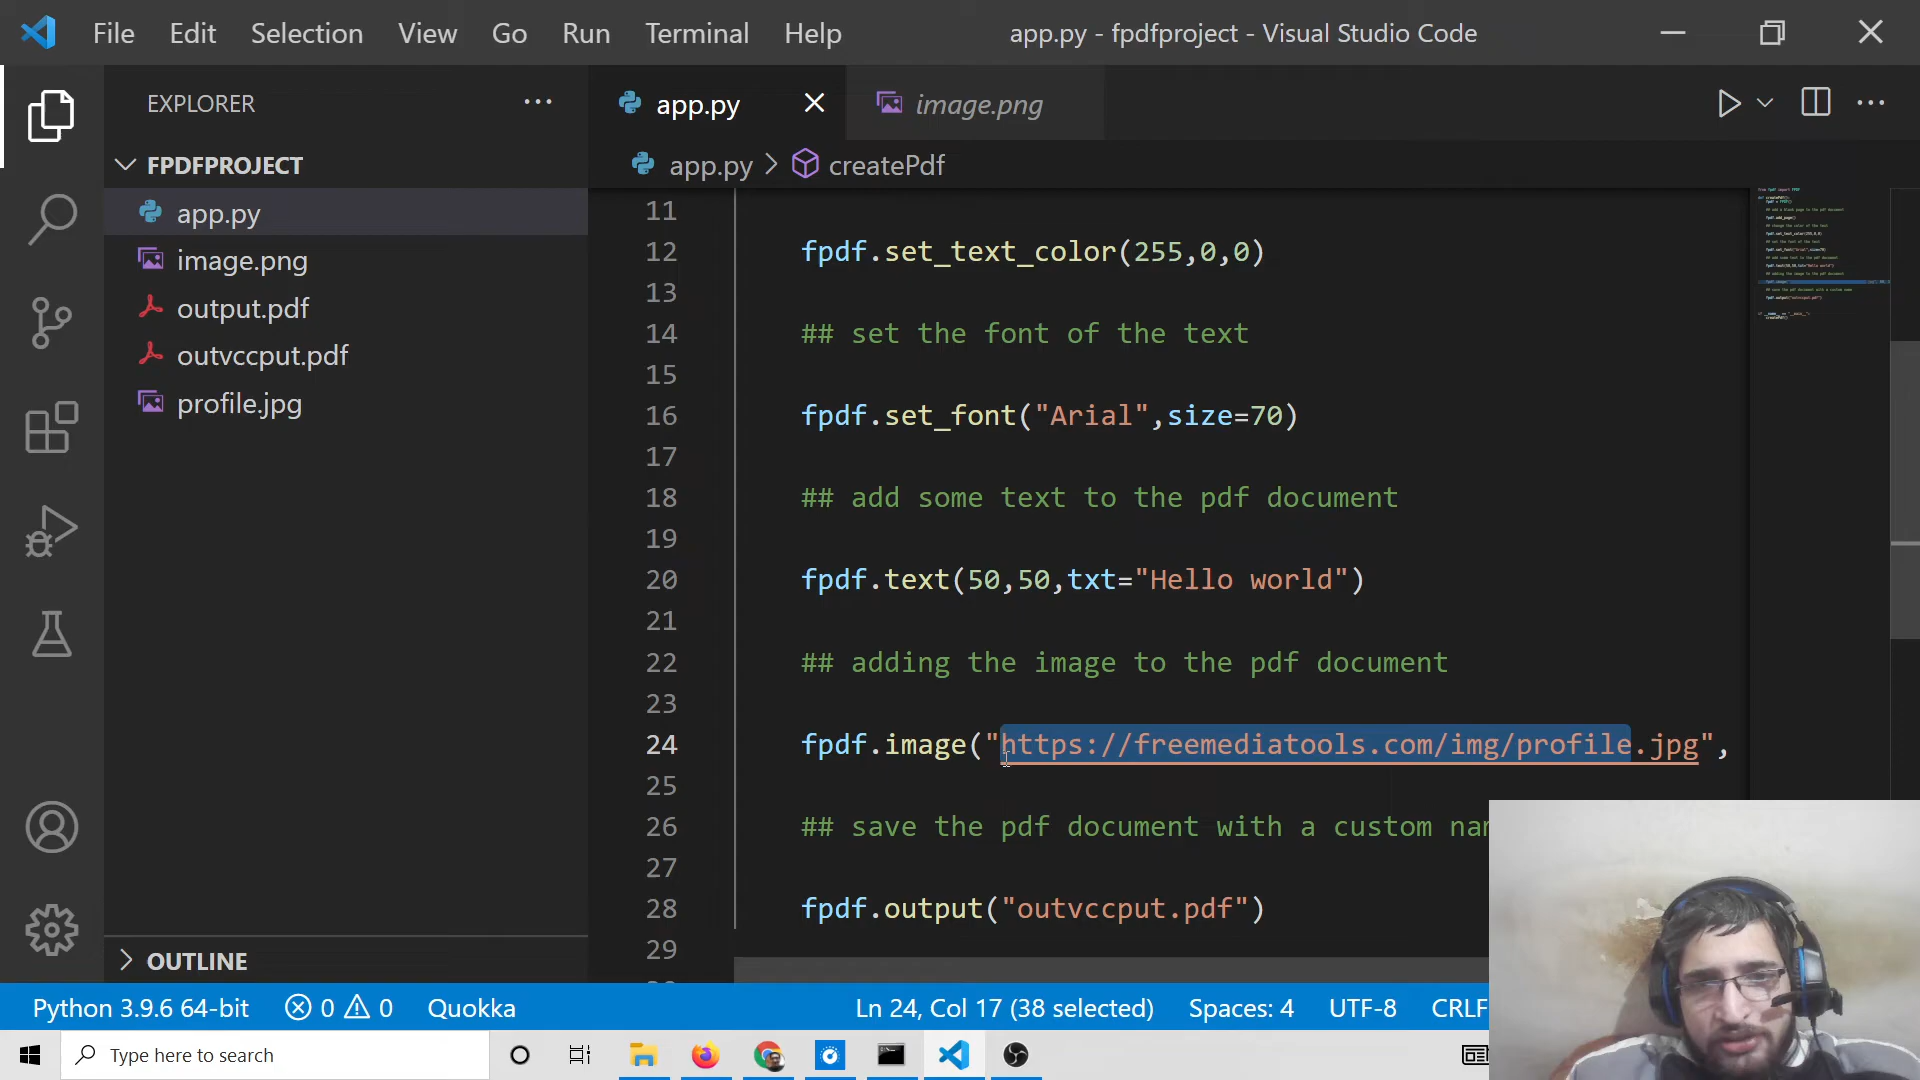 File Edit Selection View Go Run Terminal Help app.py - fpdfproject - Visual Studio Code
EXPLORER
app.py image.png
FPDFPROJECT
app.py > createPdf
app.py
image.png
output.pdf
outvccput.pdf
profile.jpg
OUTLINE
11
12 fpdf.set_text_color(255,0,0)
13
14 ## set the font of the text
15
16 fpdf.set_font("Arial",size=70)
17
18 ## add some text to the pdf document
19
20 fpdf.text(50,50,txt="Hello world")
21
22 ## adding the image to the pdf document
23
24 fpdf.image("https://freemediatools.com/img/profile.jpg",
25
26 ## save the pdf document with a custom na
27
28 fpdf.output("outvccput.pdf")
29
Python 3.9.6 64-bit 0 0 Quokka Ln 24, Col 17 (38 selected) Spaces: 4 UTF-8 CRLF
Type here to search